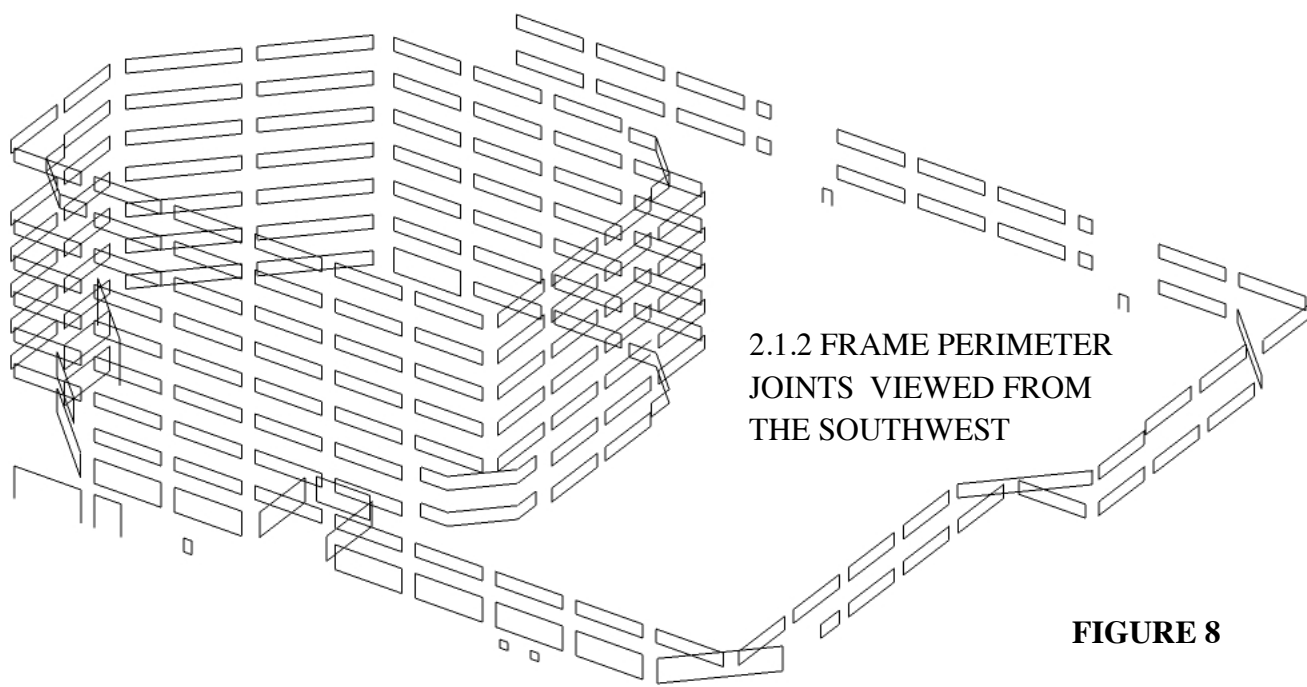 2.1.2 FRAME PERIMETER
JOINTS VIEWED FROM
THE SOUTHWEST
FIGURE 8